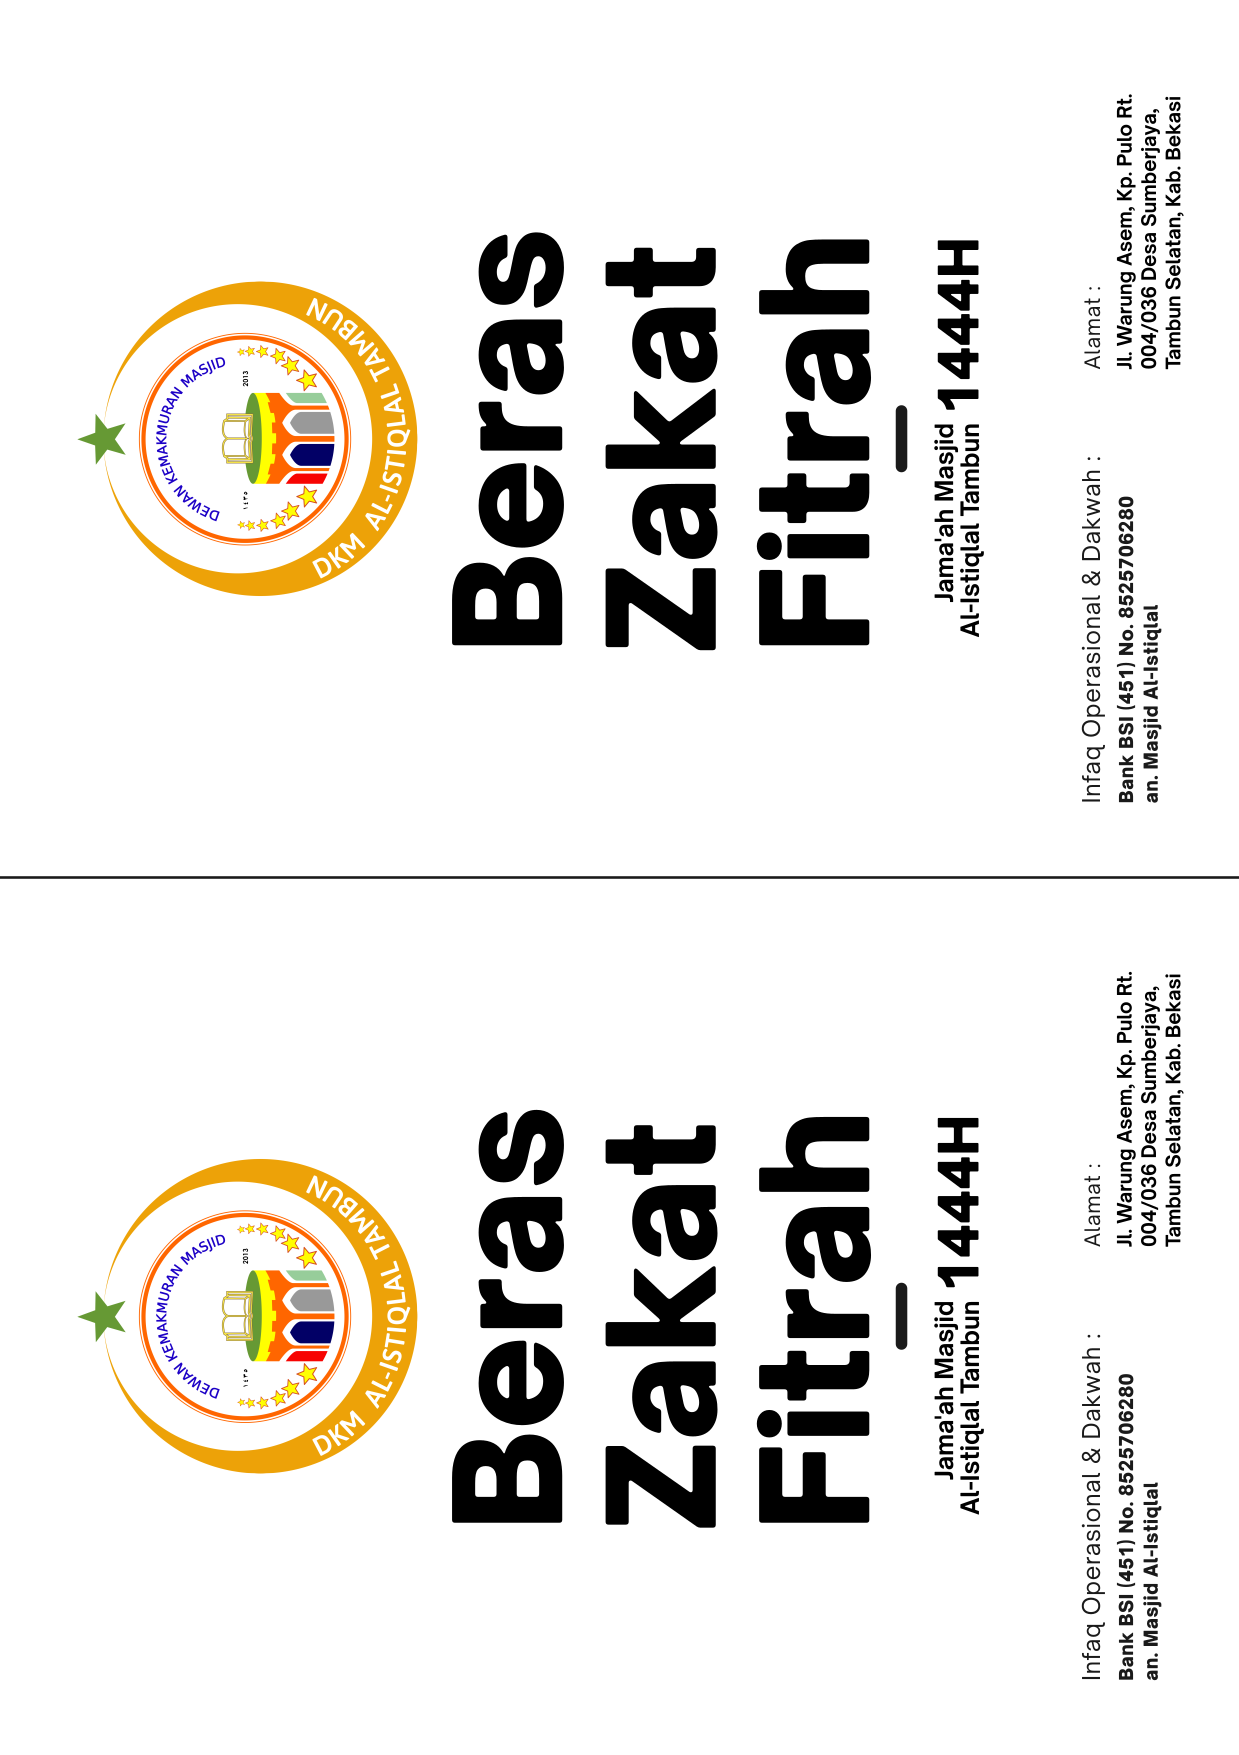 DEWAN KEMAKMURAN MASJID
١٤٣٥
2013
DKM AL-ISTIQLAL TAMBUN
Beras
Zakat
Fitrah
Jama'ah Masjid
Al-Istiqlal Tambun
1444H
Infaq Operasional & Dakwah :
Bank BSI (451) No. 8525706280
an. Masjid Al-Istiqlal
Alamat :
Jl. Warung Asem, Kp. Pulo Rt.
004/036 Desa Sumberjaya,
Tambun Selatan, Kab. Bekasi
DEWAN KEMAKMURAN MASJID
١٤٣٥
2013
DKM AL-ISTIQLAL TAMBUN
Beras
Zakat
Fitrah
Jama'ah Masjid
Al-Istiqlal Tambun
1444H
Infaq Operasional & Dakwah :
Bank BSI (451) No. 8525706280
an. Masjid Al-Istiqlal
Alamat :
Jl. Warung Asem, Kp. Pulo Rt.
004/036 Desa Sumberjaya,
Tambun Selatan, Kab. Bekasi